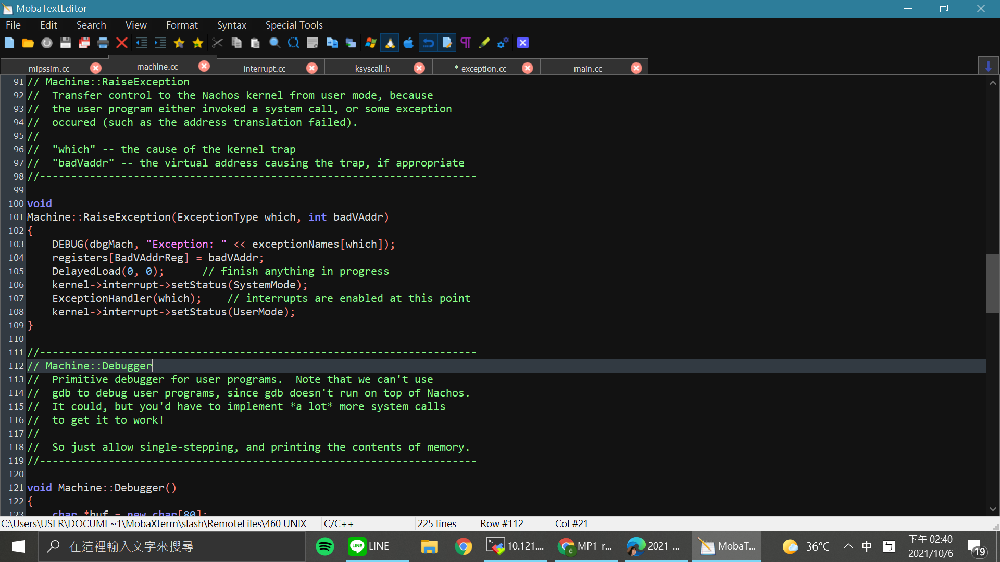 MobaTextEditor
File Edit Search View Format Syntax Special Tools
mipssim.cc machine.cc interrupt.cc ksyscall.h * exception.cc main.cc
91 // Machine::RaiseException
92 //  Transfer control to the Nachos kernel from user mode, because
93 //  the user program either invoked a system call, or some exception
94 //  occured (such as the address translation failed).
95 //
96 //  "which" -- the cause of the kernel trap
97 //  "badVaddr" -- the virtual address causing the trap, if appropriate
98 //----------------------------------------------------------------------
99
100 void
101 Machine::RaiseException(ExceptionType which, int badVAddr)
102 {
103     DEBUG(dbgMach, "Exception: " << exceptionNames[which]);
104     registers[BadVAddrReg] = badVAddr;
105     DelayedLoad(0, 0);      // finish anything in progress
106     kernel->interrupt->setStatus(SystemMode);
107     ExceptionHandler(which);    // interrupts are enabled at this point
108     kernel->interrupt->setStatus(UserMode);
109 }
110
111 //----------------------------------------------------------------------
112 // Machine::Debugger
113 //  Primitive debugger for user programs.  Note that we can't use
114 //  gdb to debug user programs, since gdb doesn't run on top of Nachos.
115 //  It could, but you'd have to implement *a lot* more system calls
116 //  to get it to work!
117 //
118 //  So just allow single-stepping, and printing the contents of memory.
119 //----------------------------------------------------------------------
120
121 void Machine::Debugger()
122 {
123     char *buf = new char[80];
C:\Users\USER\DOCUME~1\MobaXterm\slash\RemoteFiles\460 UNIX C/C++ 225 lines Row #112 Col #21
在這裡輸入文字來搜尋 LINE LINE 10.121.... MP1_r... 2021_... MobaT... 36°C 中 ㄅ 下午 02:40
2021/10/6 19